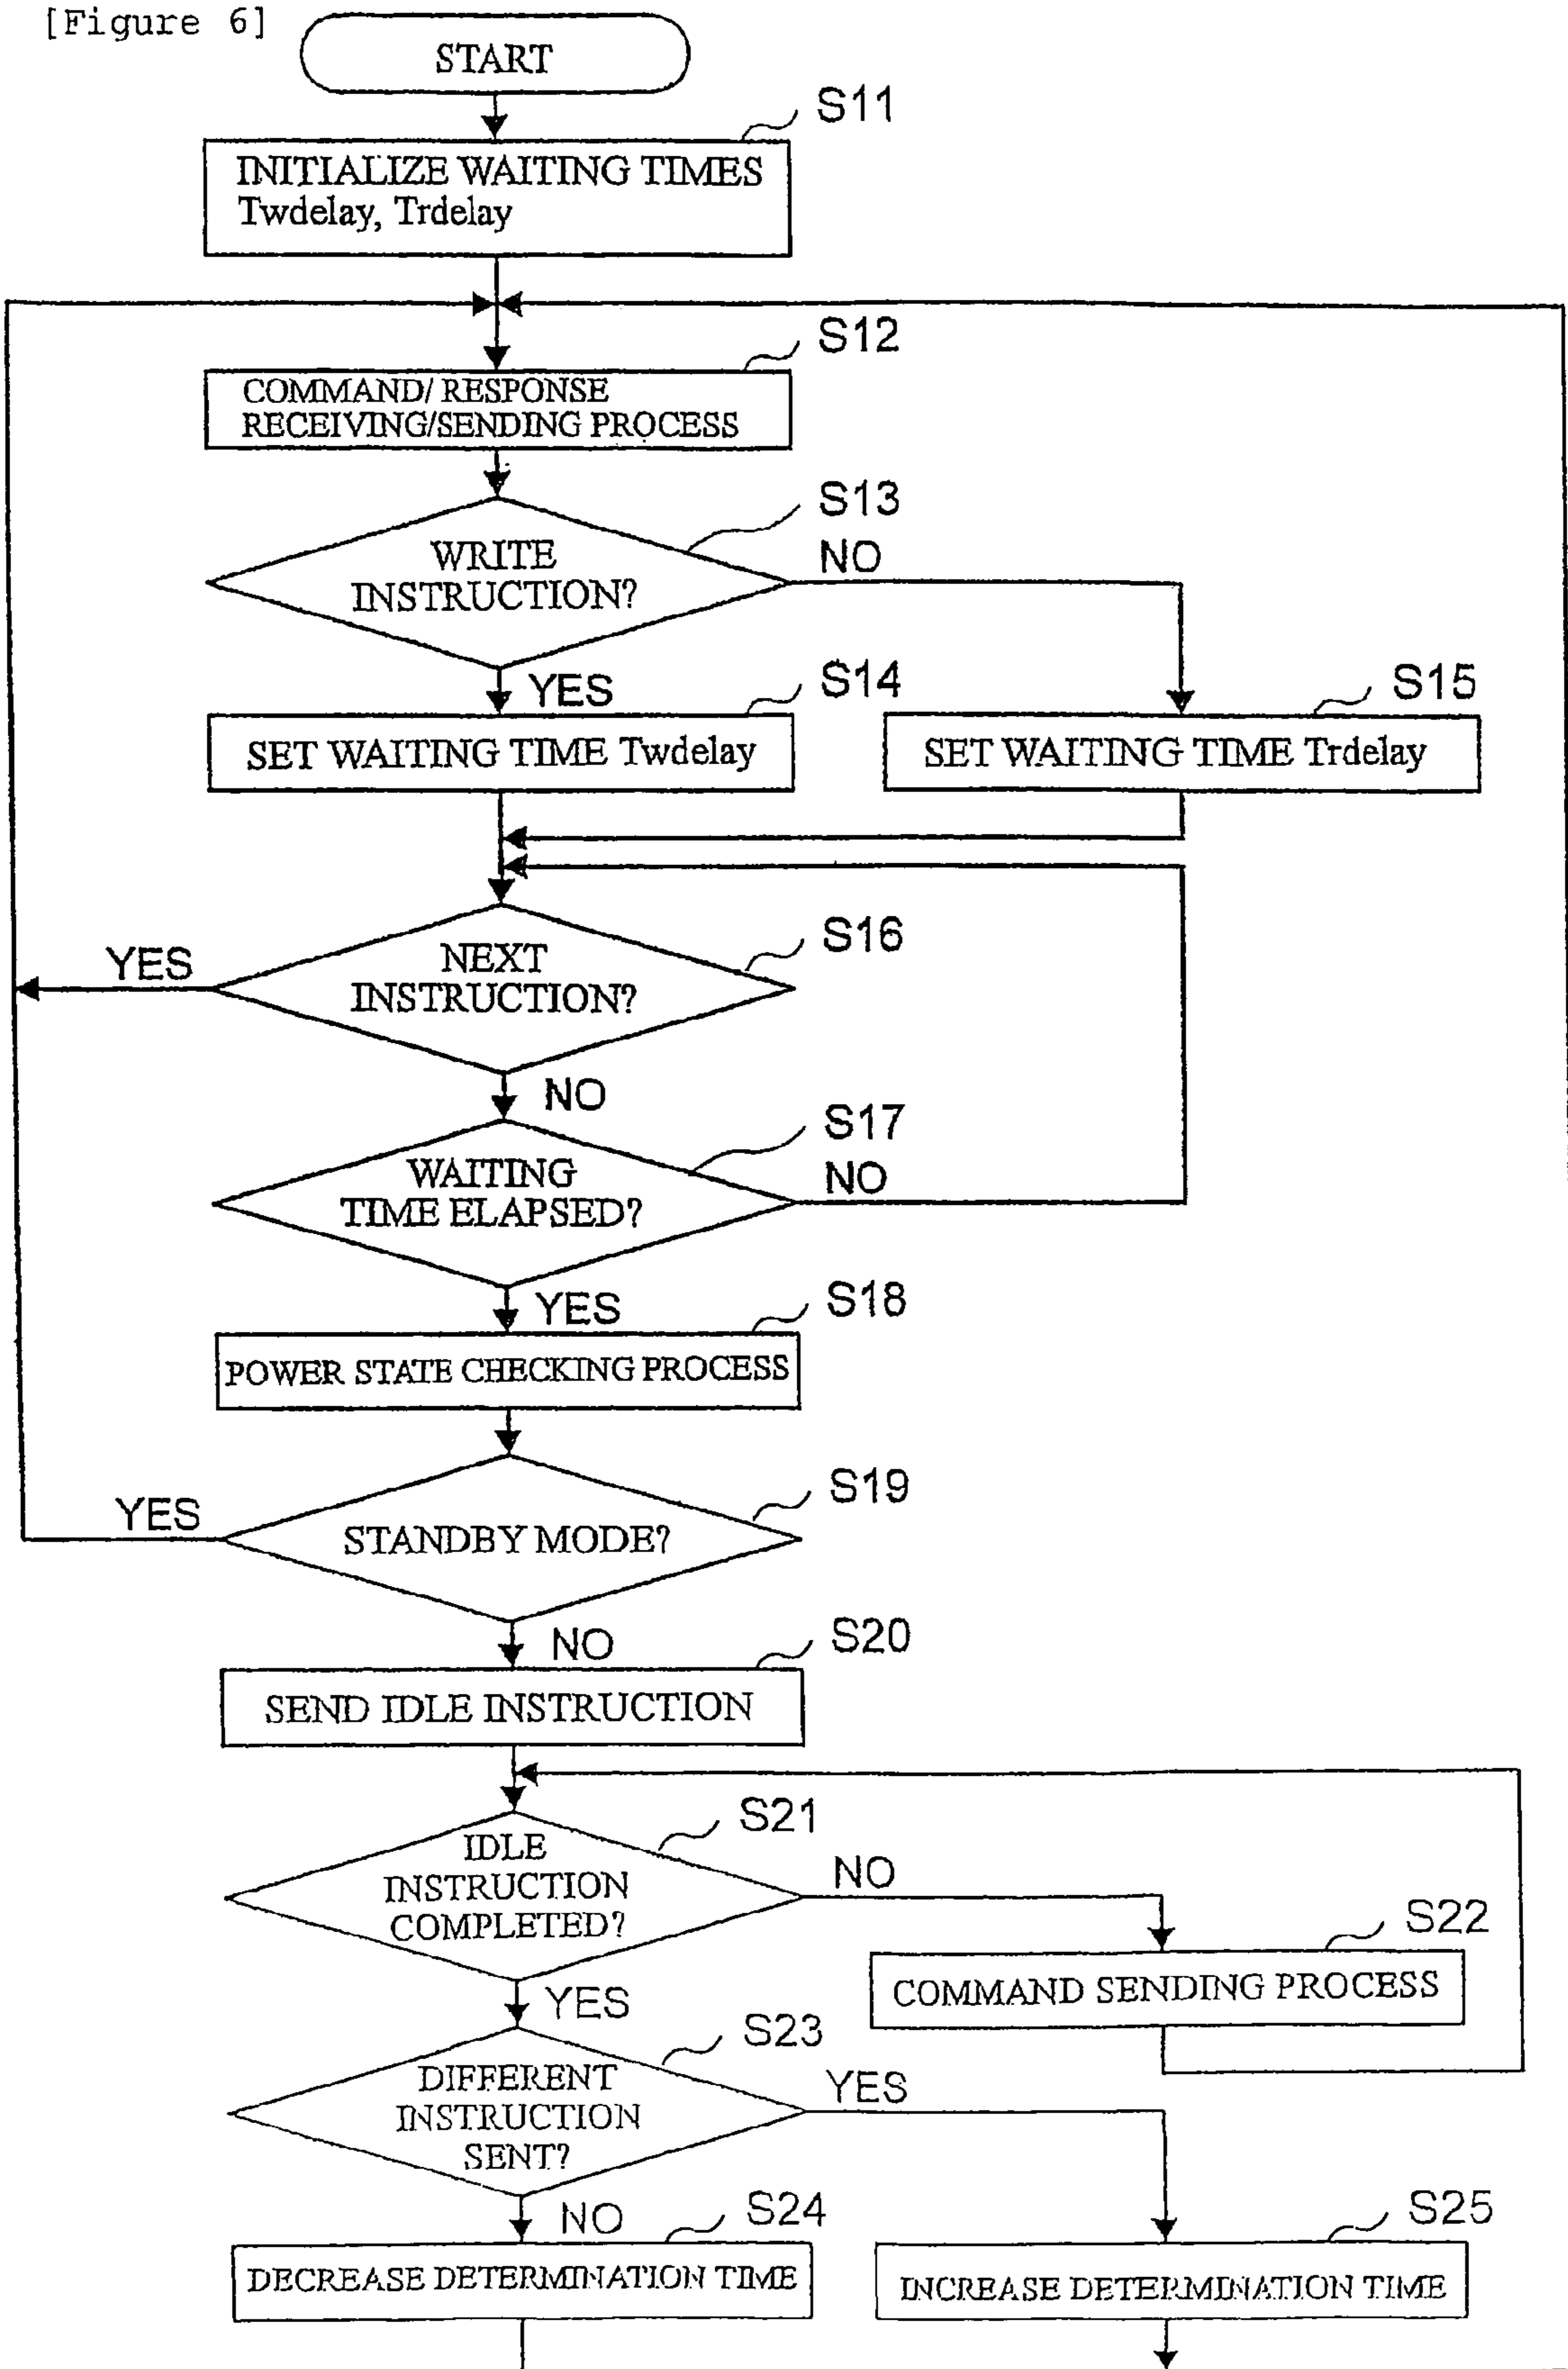 [Figure 6]
START
S11
INITIALIZE WAITING TIMES
Twdelay, Trdelay
S12
COMMAND/ RESPONSE
RECEIVING/SENDING PROCESS
S13
WRITE
INSTRUCTION?
NO
YES
S14
SET WAITING TIME Twdelay
S15
SET WAITING TIME Trdelay
S16
NEXT
INSTRUCTION?
YES
NO
S17
WAITING
TIME ELAPSED?
NO
YES
S18
POWER STATE CHECKING PROCESS
S19
STANDBY MODE?
YES
NO
S20
SEND IDLE INSTRUCTION
S21
IDLE
INSTRUCTION
COMPLETED?
NO
S22
COMMAND SENDING PROCESS
YES
S23
DIFFERENT
INSTRUCTION
SENT?
YES
NO
S24
DECREASE DETERMINATION TIME
S25
INCREASE DETERMINATION TIME